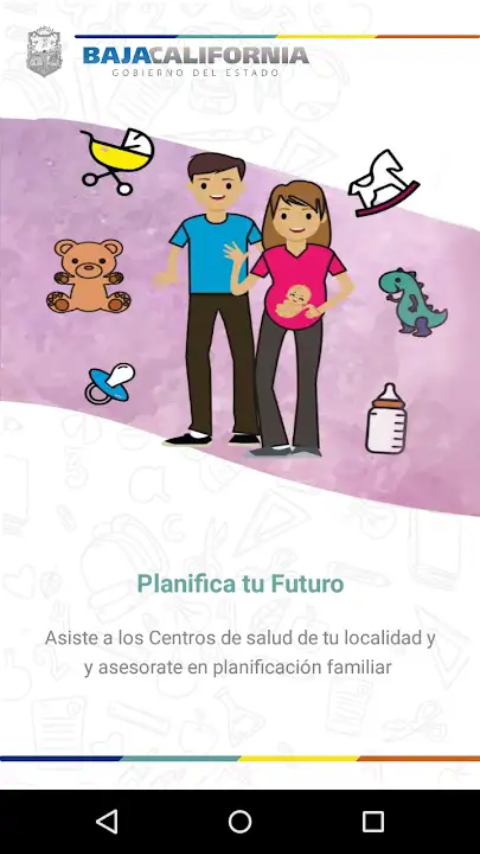 BAJACALIFORNIA
GOBIERNO DEL ESTADO
Planifica tu Futuro
Asiste a los Centros de salud de tu localidad y
y asesorate en planificación familiar